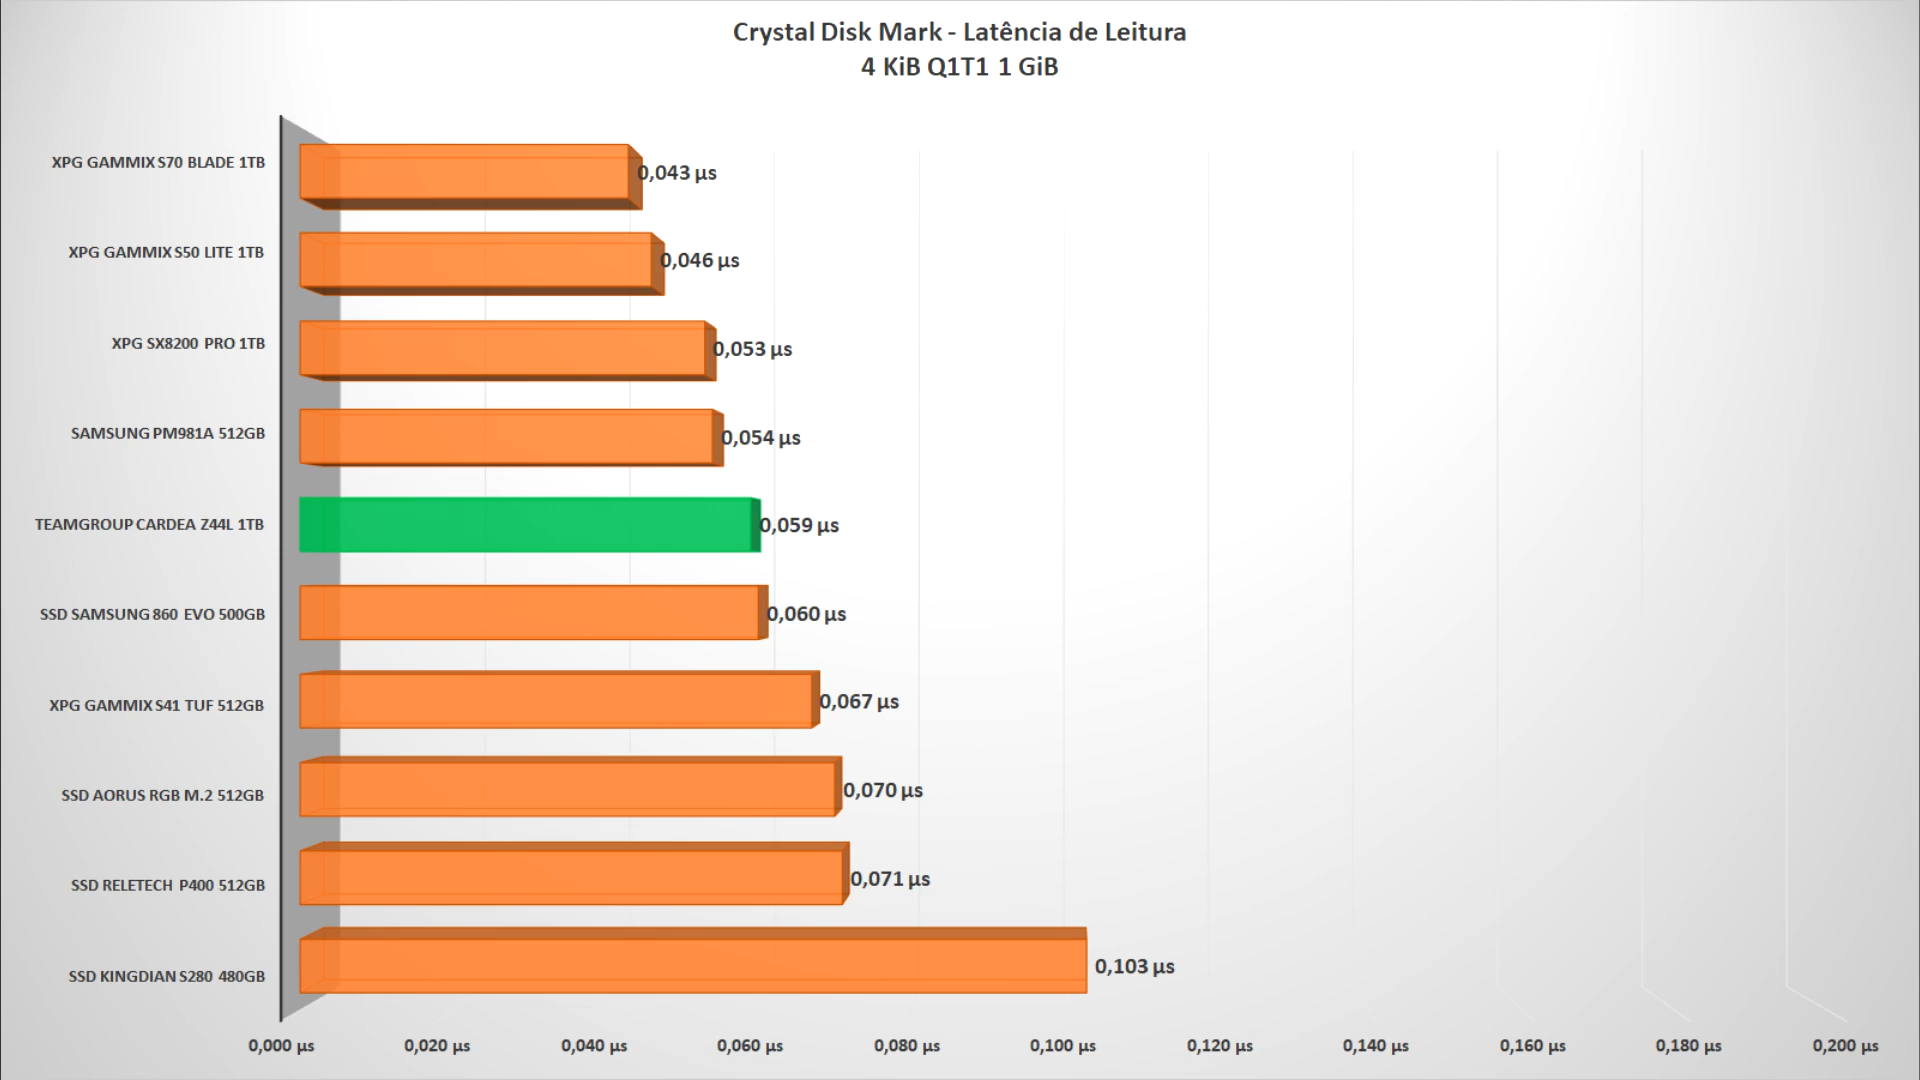 Crystal Disk Mark - Latência de Leitura
4 KiB Q1T1 1 GiB
XPG GAMMIX S70 BLADE 1TB
0,043 µs
XPG GAMMIX S50 LITE 1TB
0,046 µs
XPG SX8200 PRO 1TB
0,053 µs
SAMSUNG PM981A 512GB
0,054 µs
TEAMGROUP CARDEA Z44L 1TB
0,059 µs
SSD SAMSUNG 860 EVO 500GB
0,060 µs
XPG GAMMIX S41 TUF 512GB
0,067 µs
SSD AORUS RGB M.2 512GB
0,070 µs
SSD RELETECH P400 512GB
0,071 µs
SSD KINGDIAN S280 480GB
0,103 µs
0,000 µs 0,020 µs 0,040 µs 0,060 µs 0,080 µs 0,100 µs 0,120 µs 0,140 µs 0,160 µs 0,180 µs 0,200 µs